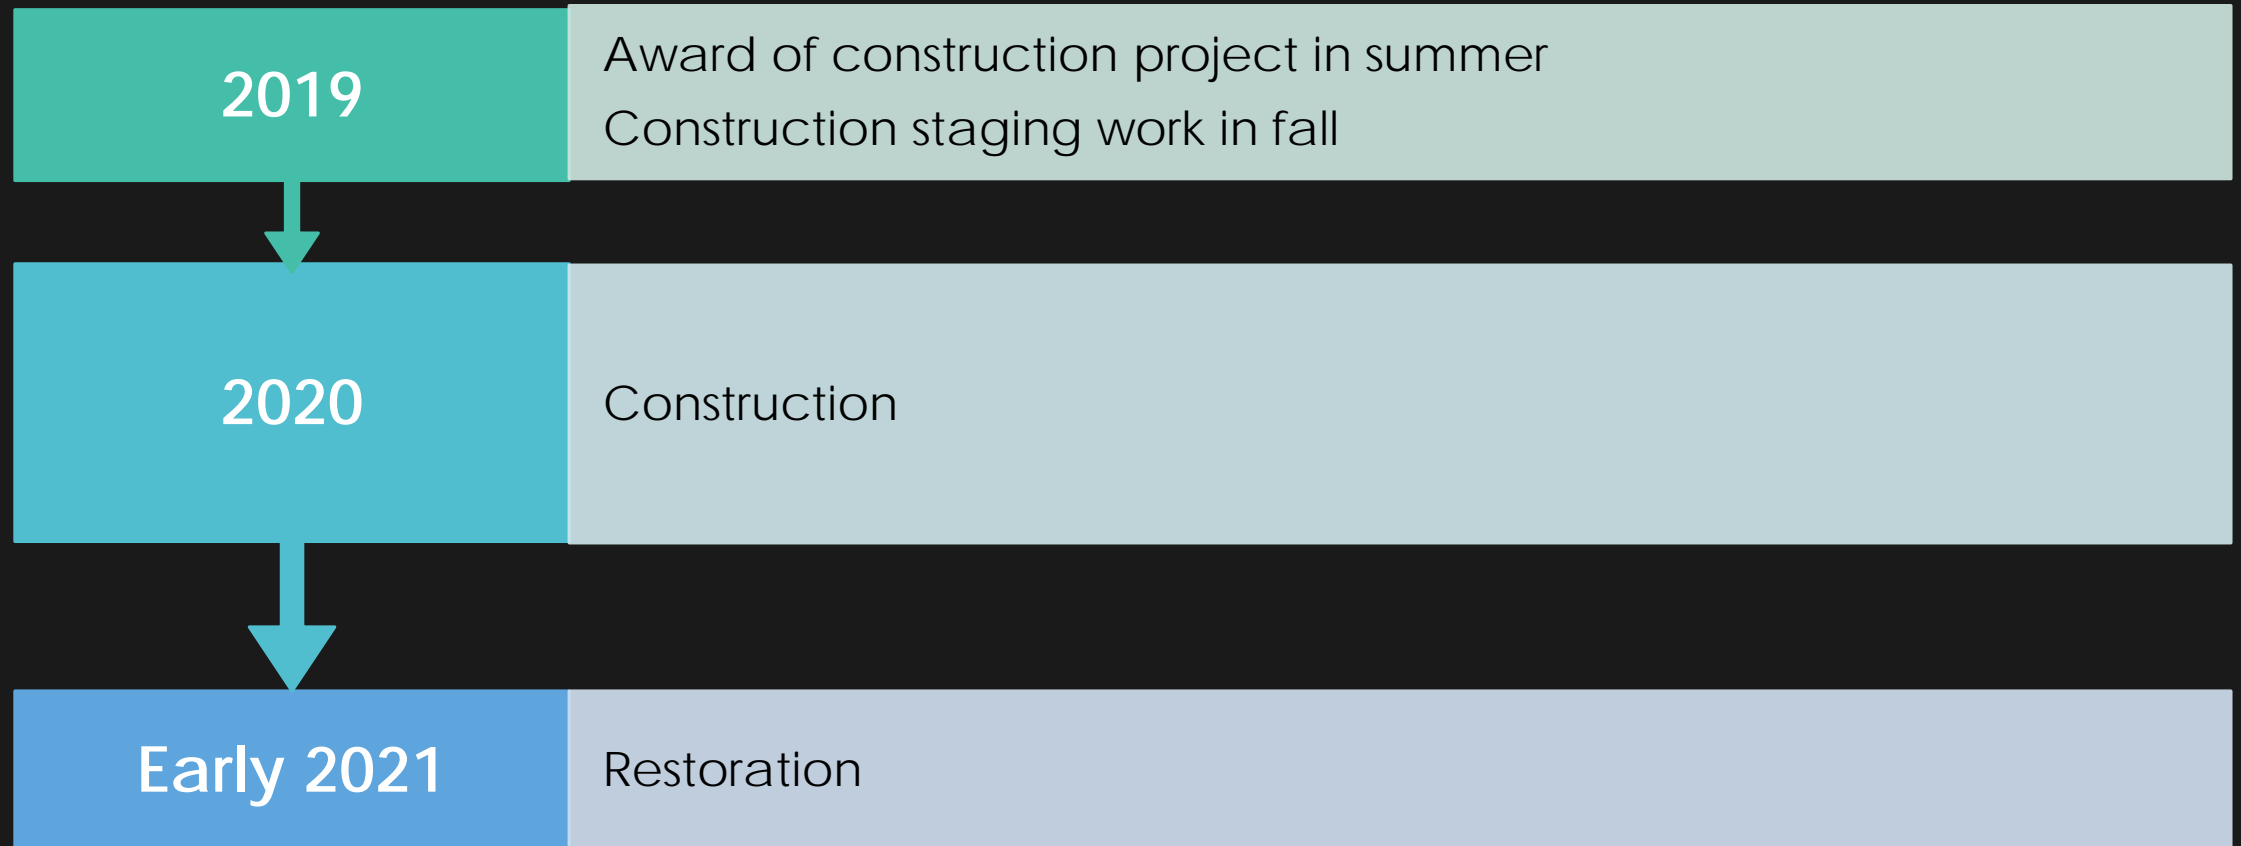 2019
Award of construction project in summer
Construction staging work in fall
2020
Construction
Early 2021
Restoration